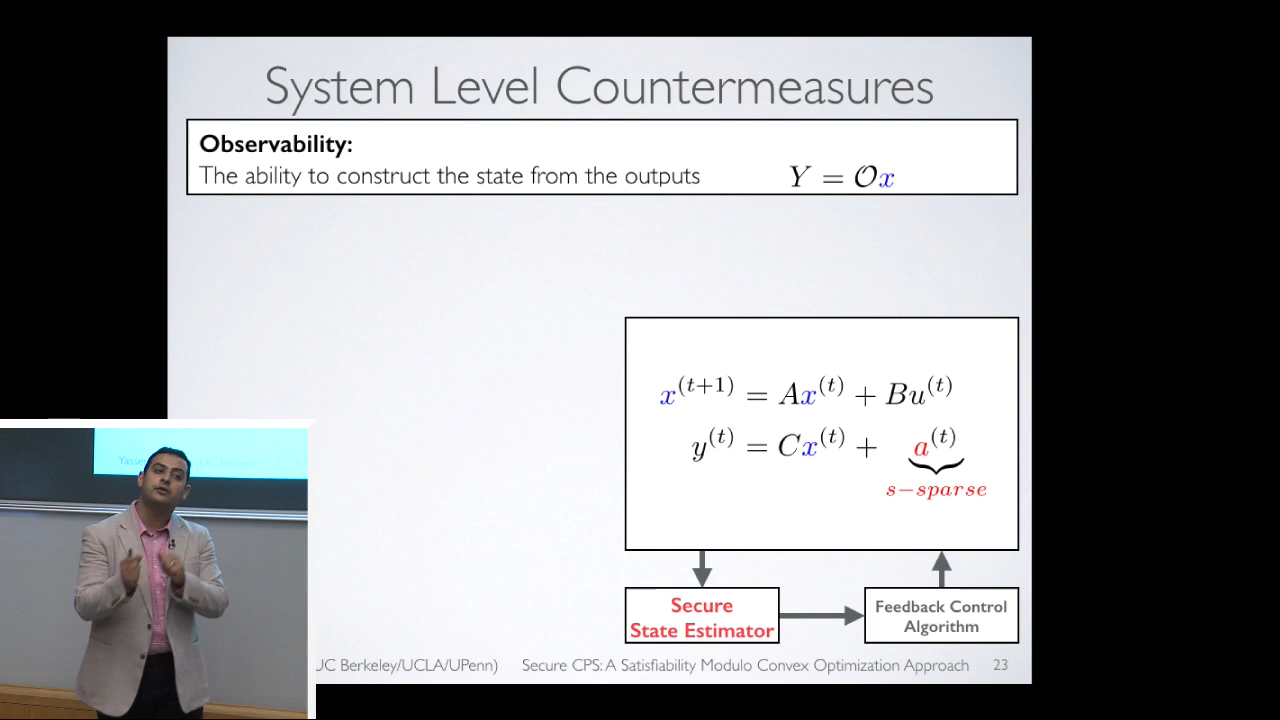 System Level Countermeasures
Observability:
The ability to construct the state from the outputs
Y = 𝒪x
x^(t+1) = Ax^(t) + Bu^(t)
y^(t) = Cx^(t) + a^(t)
s−sparse
Secure
State Estimator
Feedback Control
Algorithm
UC Berkeley/UCLA/UPenn)
Secure CPS: A Satisfiability Modulo Convex Optimization Approach
23